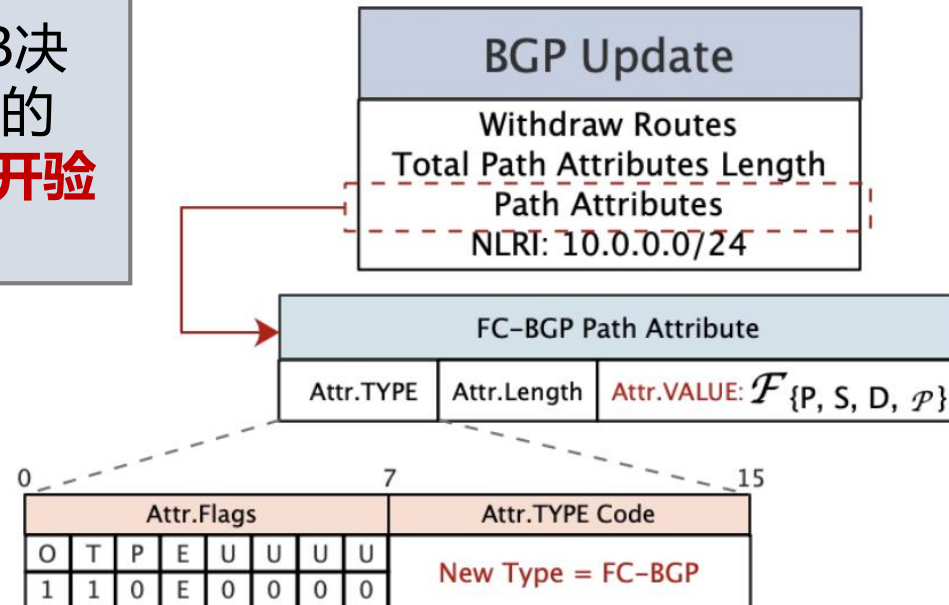 3决
的
开验
BGP Update
Withdraw Routes
Total Path Attributes Length
Path Attributes
NLRI: 10.0.0.0/24
FC-BGP Path Attribute
Attr.TYPE
Attr.Length
Attr.VALUE: ℱ {P, S, D, 𝒫}
0
7
15
Attr.Flags
Attr.TYPE Code
O T P E U U U U
1 1 0 E 0 0 0 0
New Type = FC-BGP